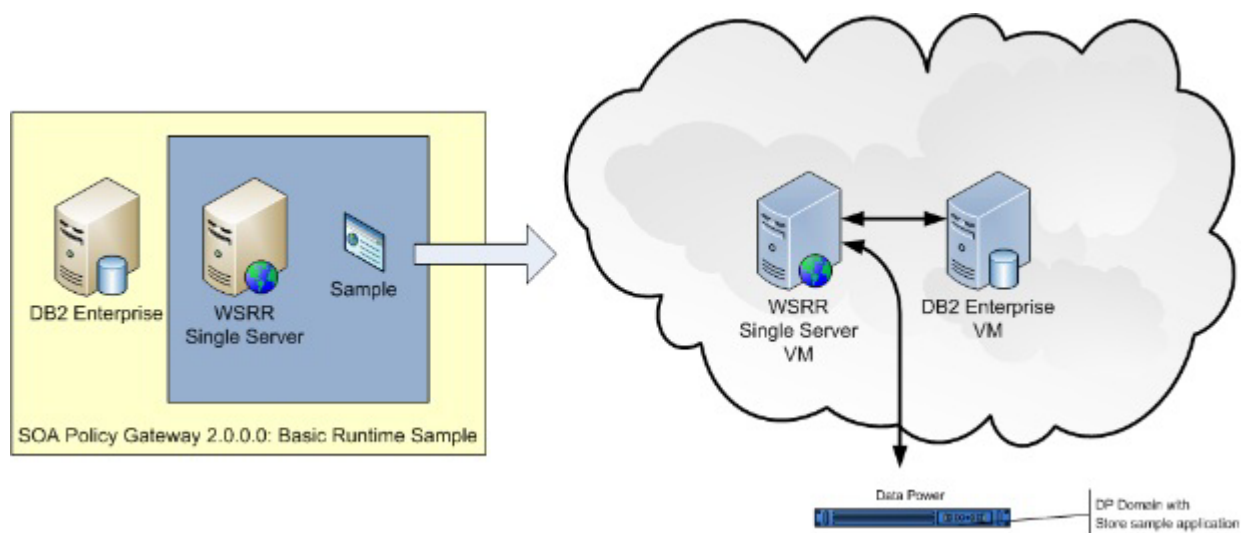 DB2 Enterprise
WSRR
Single Server
Sample
SOA Policy Gateway 2.0.0.0: Basic Runtime Sample
WSRR
Single Server
VM
DB2 Enterprise
VM
Data Power
DP Domain with
Store sample application